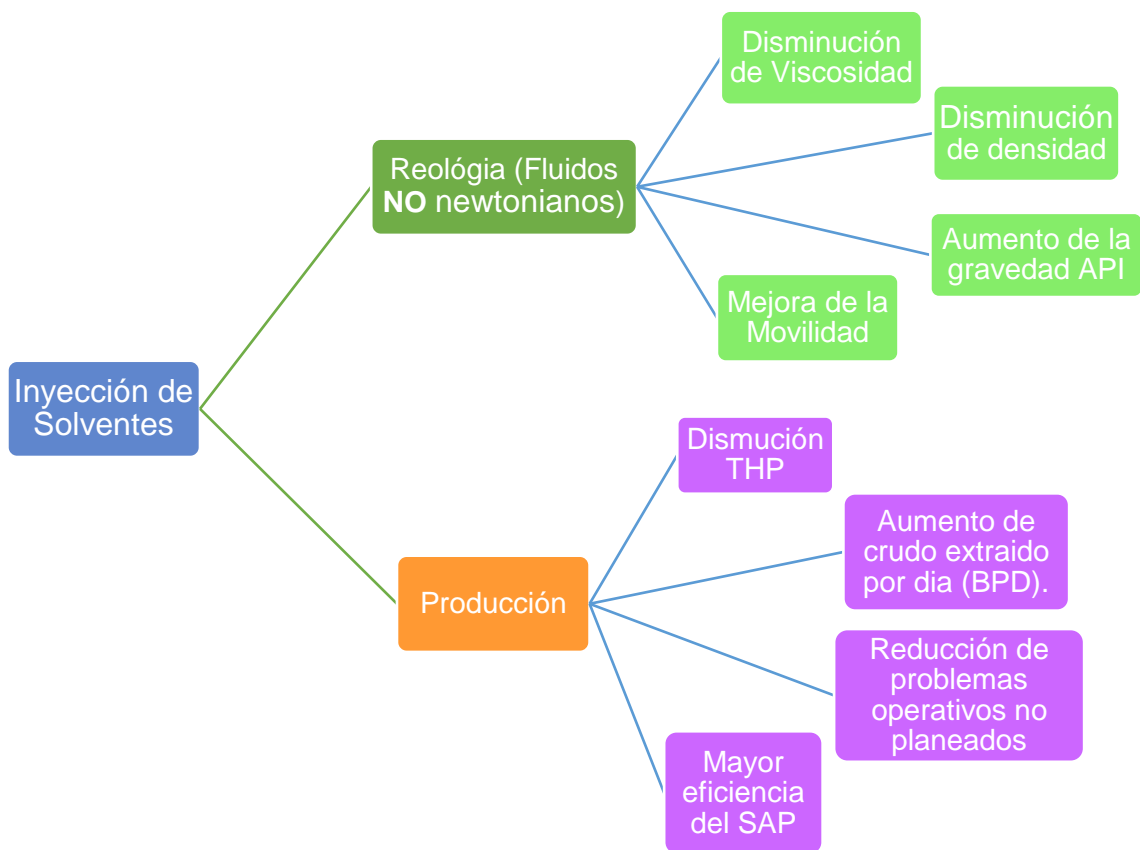 Inyección de
Solventes
Reológia (Fluidos
NO newtonianos)
Disminución
de Viscosidad
Disminución
de densidad
Aumento de la
gravedad API
Mejora de la
Movilidad
Producción
Dismución
THP
Aumento de
crudo extraido
por dia (BPD).
Reducción de
problemas
operativos no
planeados
Mayor
eficiencia
del SAP